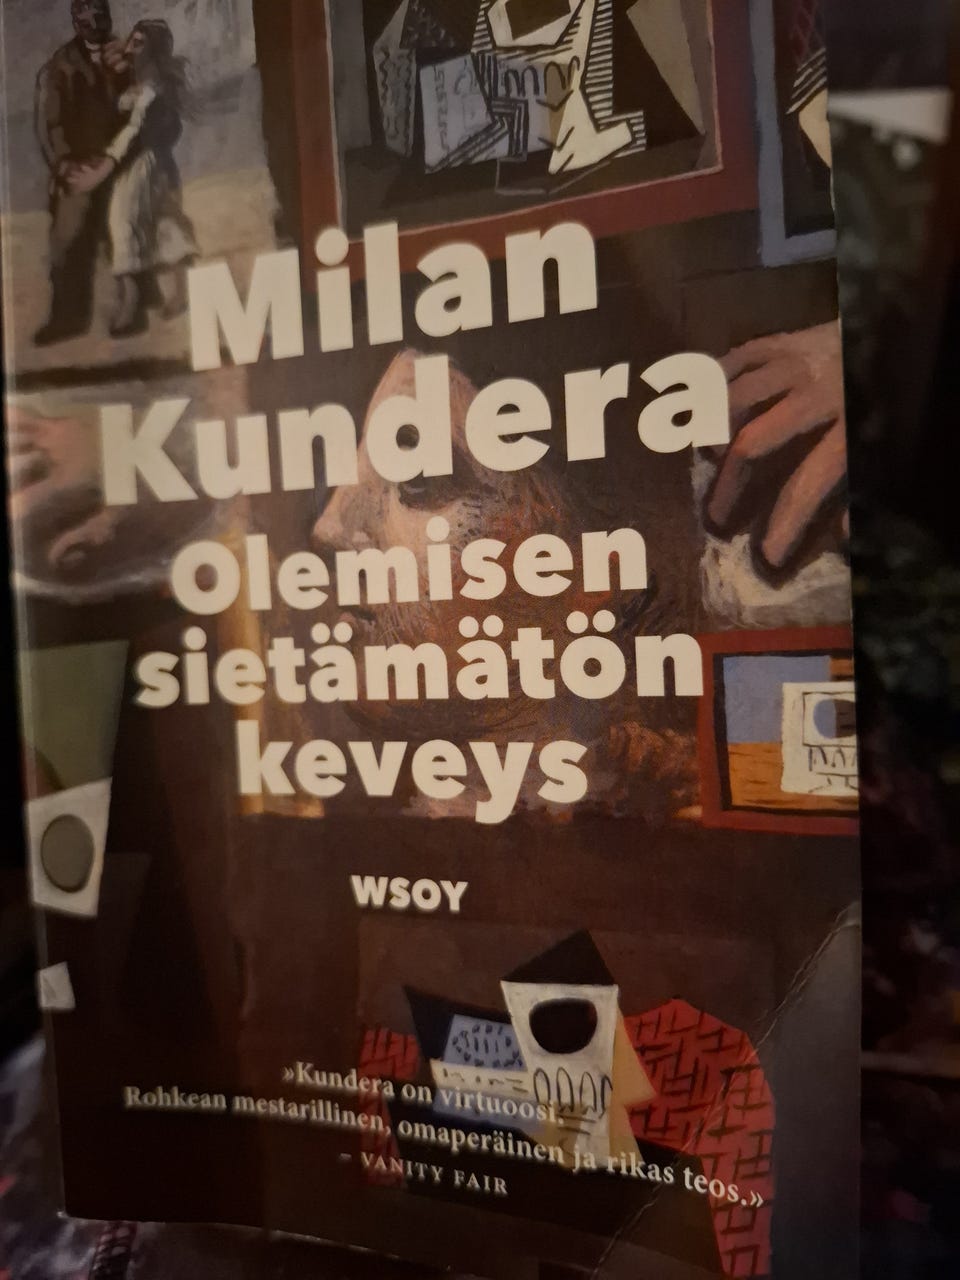 Milan
Kundera
Olemisen
sietämätön
keveys
WSOY
»Kundera on virtuoosi.
Rohkean mestarillinen, omaperäinen ja rikas teos.»
– VANITY FAIR